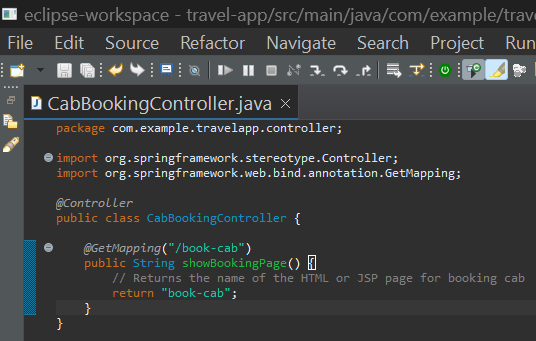 eclipse-workspace - travel-app/src/main/java/com/example/trave
File Edit Source Refactor Navigate Search Project Run
CabBookingController.java
package com.example.travelapp.controller;
import org.springframework.stereotype.Controller;
import org.springframework.web.bind.annotation.GetMapping;
@Controller
public class CabBookingController {
@GetMapping("/book-cab")
public String showBookingPage() {
// Returns the name of the HTML or JSP page for booking cab
return "book-cab";
}
}